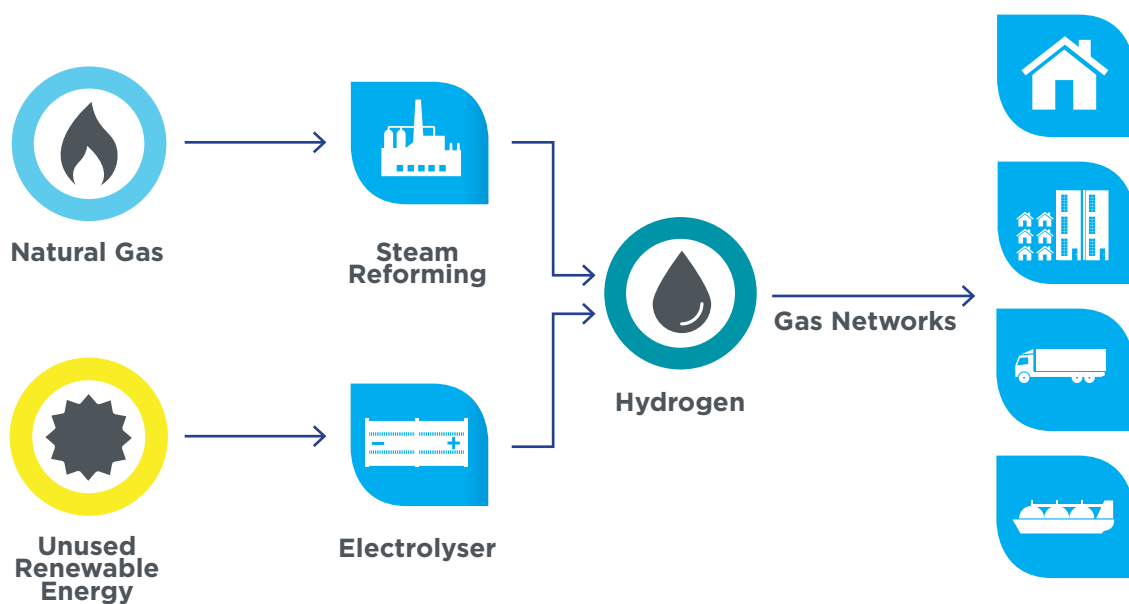 Natural Gas
Steam
Reforming
Gas Networks
Hydrogen
Unused
Renewable
Energy
Electrolyser